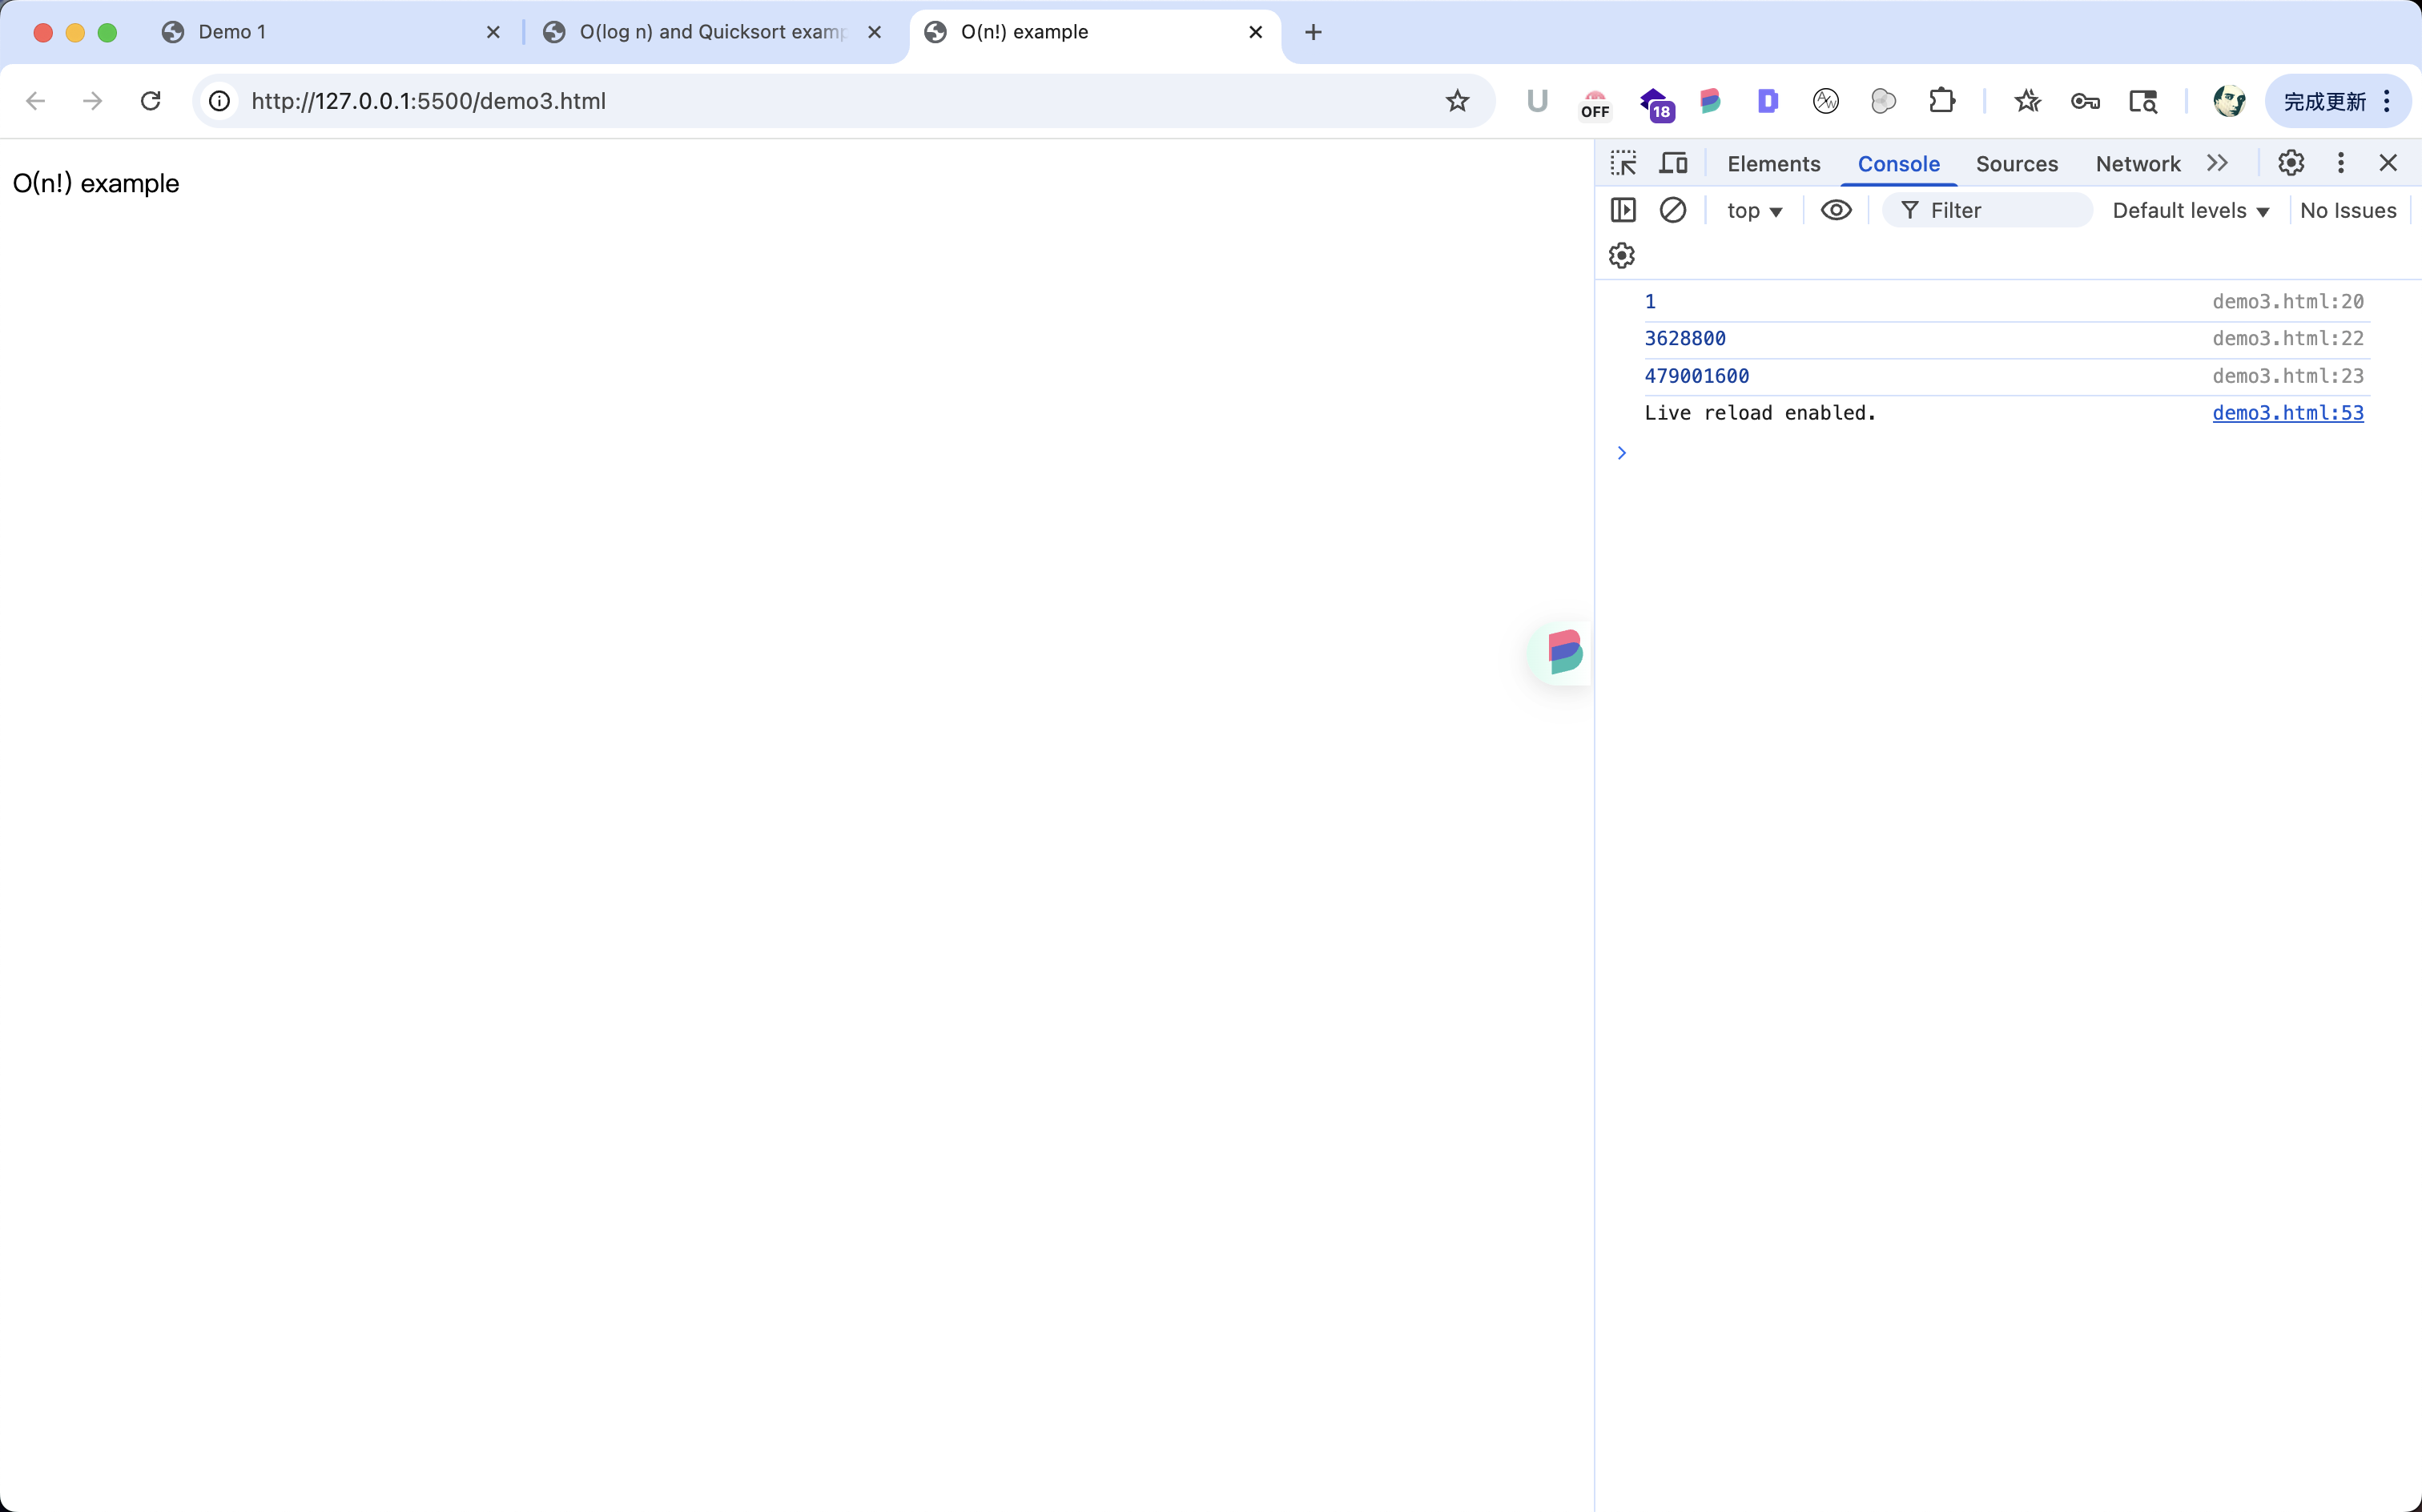 Demo 1
O(log n) and Quicksort examp
O(n!) example
http://127.0.0.1:5500/demo3.html
U
OFF
18
AW
完成更新
O(n!) example
Elements
Console
Sources
Network
top
Filter
Default levels
No Issues
1 demo3.html:20
3628800 demo3.html:22
479001600 demo3.html:23
Live reload enabled. demo3.html:53